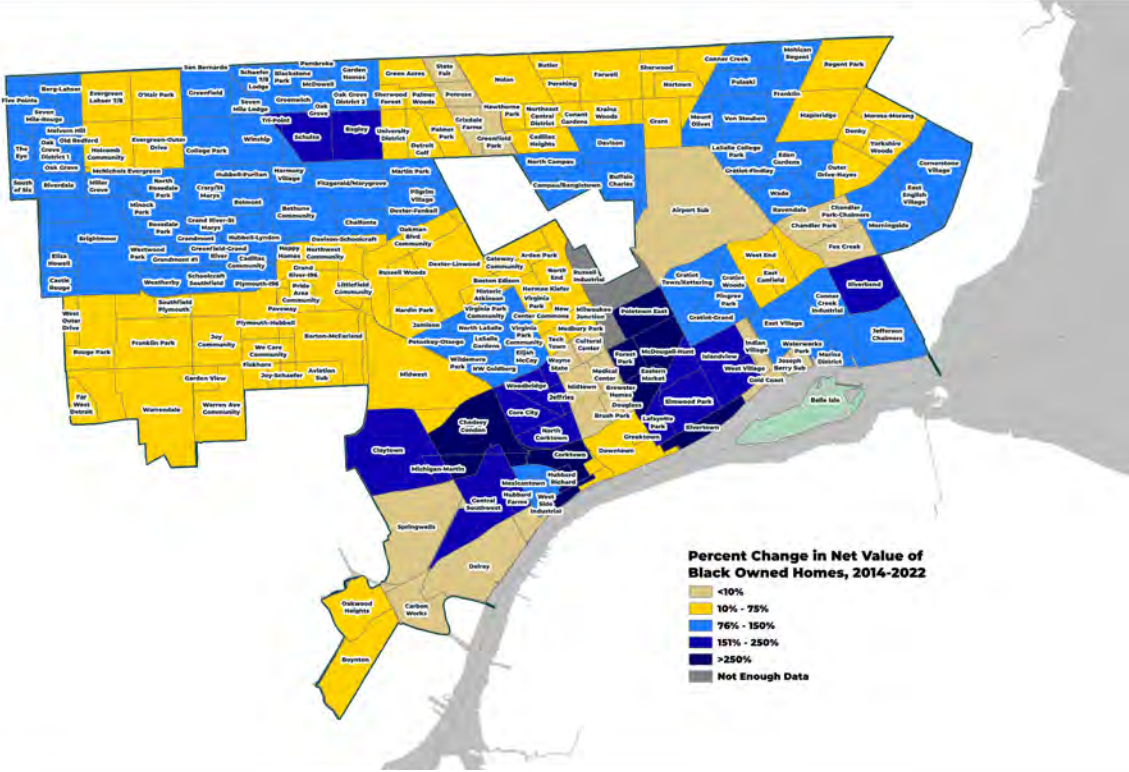 San Bernardo
Pembroke
Schaefer
7/8
Lodge
Blackstone
Park
McDowell
Garden
Homes
Green Acres
State
Fair
Nolan
Butler
Pershing
Farwell
Sherwood
Nortown
Conner Creek
Mohican
Regent
Regent Park
Five Points
Berg-Lahser
Evergreen
Lahser 7/8
O'Hair Park
Greenfield
Greenwich
Oak
Grove
Oak Grove
District 2
Sherwood
Forest
Palmer
Woods
Penrose
Pulaski
Franklin
Seven
Mile-Rouge
Seven
Mile Lodge
Tri-Point
Schulze
Bagley
University
District
Palmer
Park
Grixdale
Farms
Hawthorne
Park
Northeast
Central
District
Conant
Gardens
Krainz
Woods
Grant
Mount
Olivet
Von Steuben
Mapleridge
Moross-Morang
Melvern Hill
Old Redford
The
Eye
Oak
Grove
District 1
Holcomb
Community
Evergreen-Outer
Drive
College Park
Winship
Detroit
Golf
Greenfield
Park
Cadillac
Heights
Davison
LaSalle College
Park
Denby
Yorkshire
Woods
Oak Grove
McNichols Evergreen
Hubbell-Puritan
Harmony
Village
Martin Park
North Campau
Eden
Gardens
Cornerstone
Village
South
of Six
Riverdale
Miller
Grove
North
Rosedale
Park
Crary/St
Marys
Fitzgerald/Marygrove
Campau/Banglatown
Buffalo
Charles
Gratiot-Findlay
Outer
Drive-Hayes
Minock
Park
Belmont
Bethune
Community
Pilgrim
Village
Dexter-Fenkell
Airport Sub
Wade
East
English
Village
Rosedale
Park
Grand River-St
Marys
Chalfonte
Ravendale
Chandler
Park-Chalmers
Brightmoor
Grandmont
Hubbell-Lyndon
Davison-Schoolcraft
Oakman
Blvd
Community
Chandler Park
Morningside
Westwood
Park
Grandmont #1
Greenfield-Grand
River
Cadillac
Community
Happy
Homes
Northwest
Community
Fox Creek
Eliza
Howell
Castle
Rouge
Weatherby
Schoolcraft
Southfield
Plymouth-I96
Grand
River-I96
Littlefield
Community
Russell Woods
Dexter-Linwood
Gateway
Community
Arden Park
North
End
Russell
Industrial
West End
East
Canfield
Southfield
Plymouth
Pride
Area
Community
Paveway
Boston Edison
Herman Kiefer
Gratiot
Town/Kettering
Gratiot
Woods
Riverbend
West
Outer
Drive
Plymouth-Hubbell
Nardin Park
Jamison
Historic
Atkinson
Virginia Park
Community
Virginia
Park
New
Center Commons
Milwaukee
Junction
Poletown East
Pingree
Park
Conner
Creek
Industrial
Rouge Park
Franklin Park
Joy
Community
Barton-McFarland
Petoskey-Otsego
North LaSalle
LaSalle
Gardens
Virginia
Park
Community
Medbury Park
Tech
Town
Cultural
Center
Gratiot-Grand
East Village
Jefferson
Chalmers
We Care
Community
Fiskhorn
Joy-Schaefer
Aviation
Sub
Wildemere
Park
NW Goldberg
Elijah
McCoy
Wayne
State
Forest
Park
McDougall-Hunt
Islandview
Indian
Village
Waterworks
Park
Marina
District
Garden View
Midwest
Medical
Center
Eastern
Market
West Village
Joseph
Berry Sub
Gold Coast
Far
West
Detroit
Warrendale
Warren Ave
Community
Woodbridge
Jeffries
Midtown
Brewster
Homes
Douglass
Elmwood Park
Belle Isle
Core City
Brush Park
Lafayette
Park
Rivertown
Chadsey
Condon
North
Corktown
Greektown
Claytown
Corktown
Downtown
Michigan-Martin
Mexicantown
Hubbard
Richard
Central
Southwest
Hubbard
Farms
West
Side
Industrial
Springwells
Delray
Oakwood
Heights
Carbon
Works
Boynton
Percent Change in Net Value of
Black Owned Homes, 2014-2022
<10%
10% - 75%
76% - 150%
151% - 250%
>250%
Not Enough Data